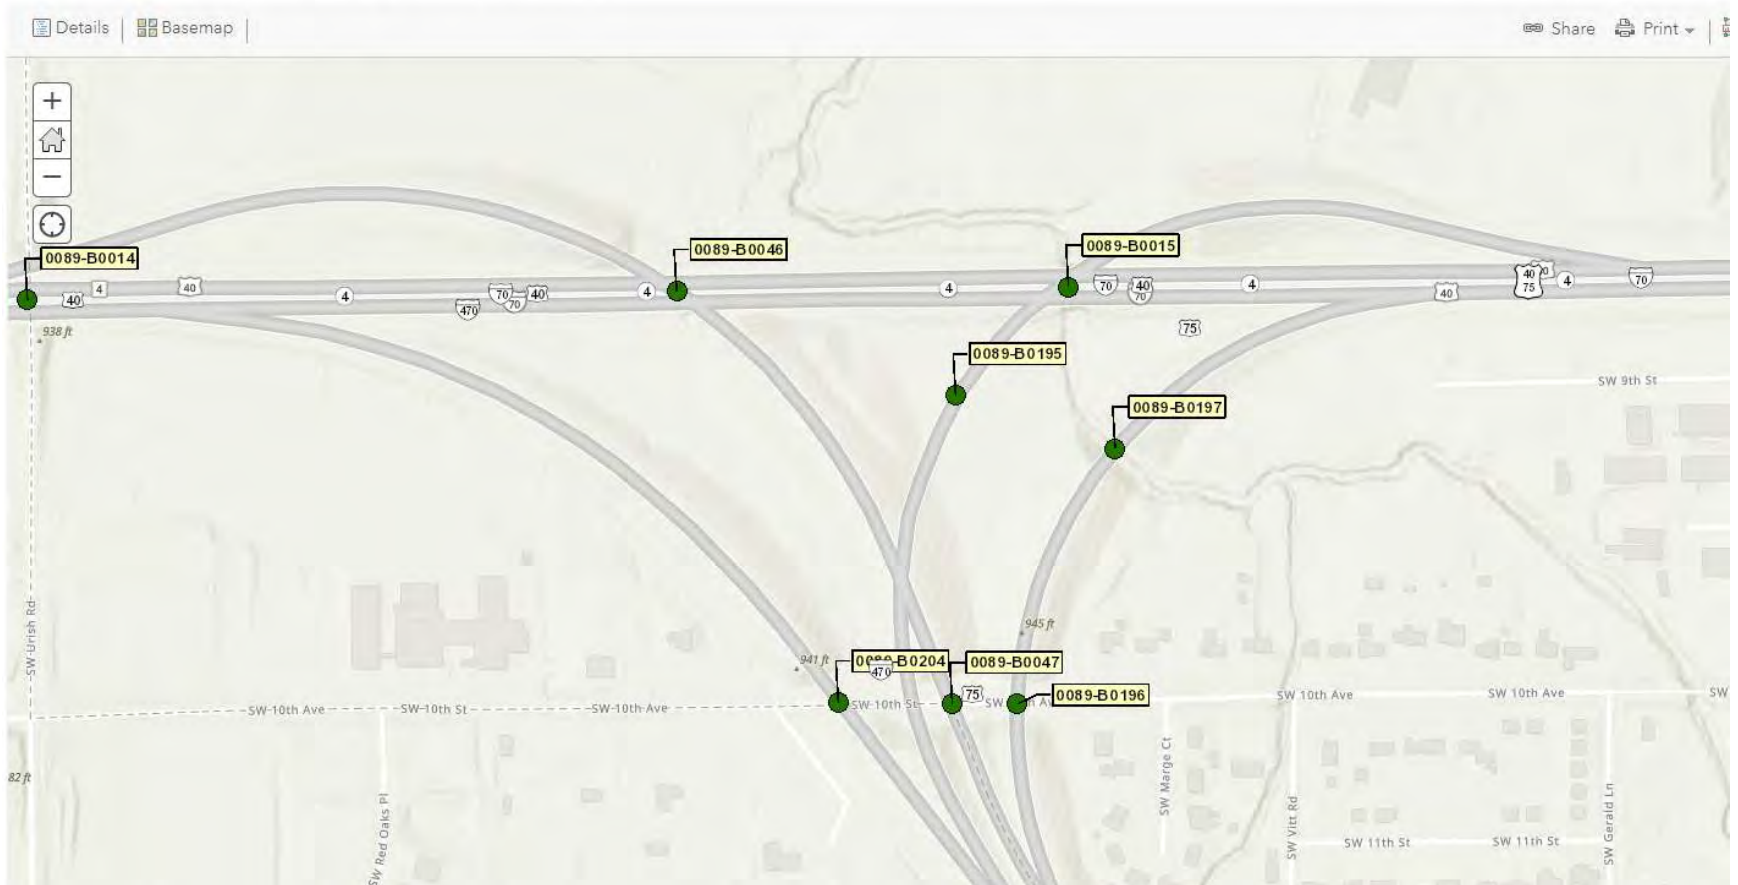 Details
Basemap
Share
Print
+
−
0089-B0014
0089-B0046
0089-B0015
40
4
40
4
470
70
70
40
4
4
70
40
70
4
40
75
4
70
40
75
938 ft
0089-B0195
0089-B0197
SW 9th St
SW Urish Rd
945 ft
941 ft
0089-B0204
470
0089-B0047
75
0089-B0196
SW 10th Ave
SW 10th St
SW 10th Ave
SW 10th St
SW 10th Ave
SW 10th Ave
SW
82 ft
SW Red Oaks Pl
SW Marge Ct
SW Vitt Rd
SW 11th St
SW 11th St
SW Gerald Ln